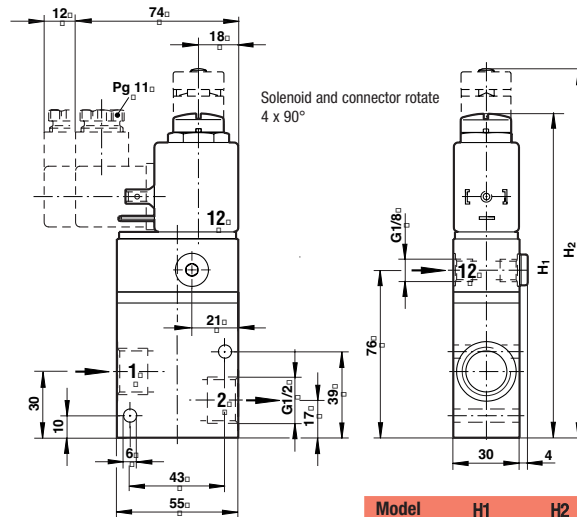 12
74
18
Pg 11
Solenoid and connector rotate
4 x 90°
12
G1/8
12
H1
H2
21
76
1
2
G1/2
39
17
30
10
6
43
55
30
4
Model H1 H2